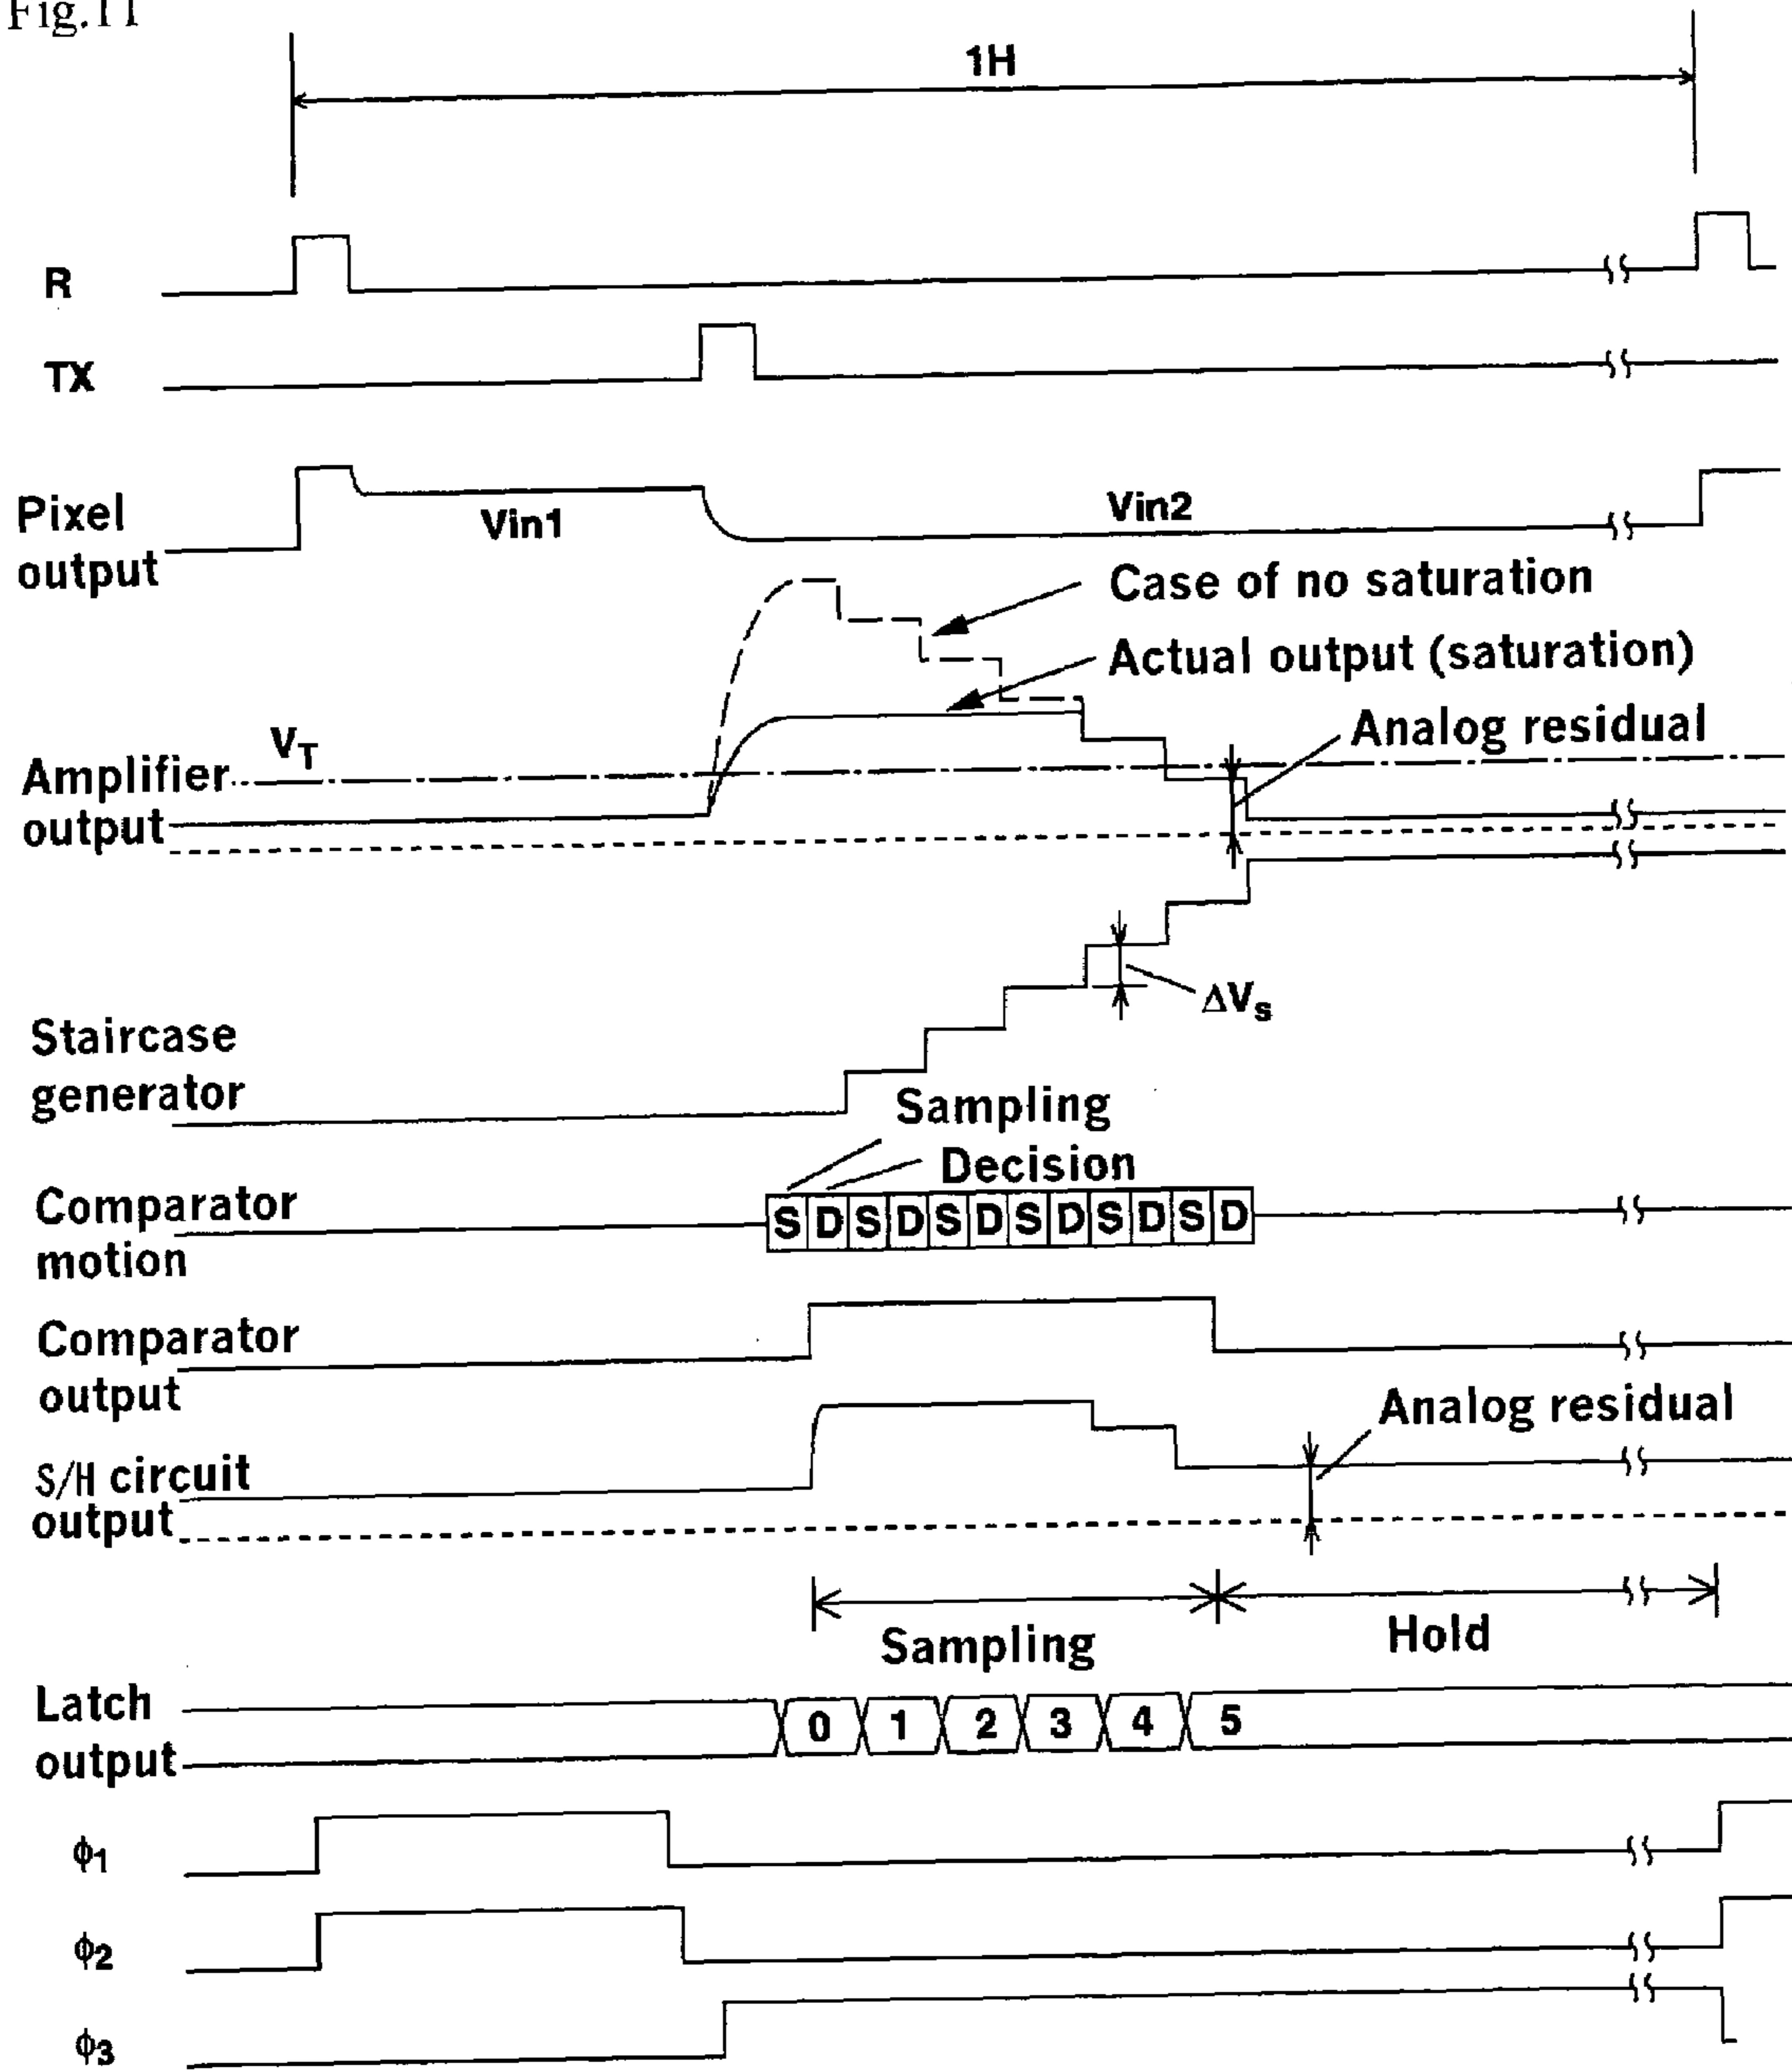 Fig.11
1H
R
TX
Pixel
output
Vin1
Vin2
Case of no saturation
Actual output (saturation)
Analog residual
VT
Amplifier
output
ΔVs
Staircase
generator
Sampling
Decision
Comparator
motion
S D S D S D S D S D S D
Comparator
output
Analog residual
S/H circuit
output
Sampling
Hold
Latch
output
0 1 2 3 4 5
ϕ1
ϕ2
ϕ3